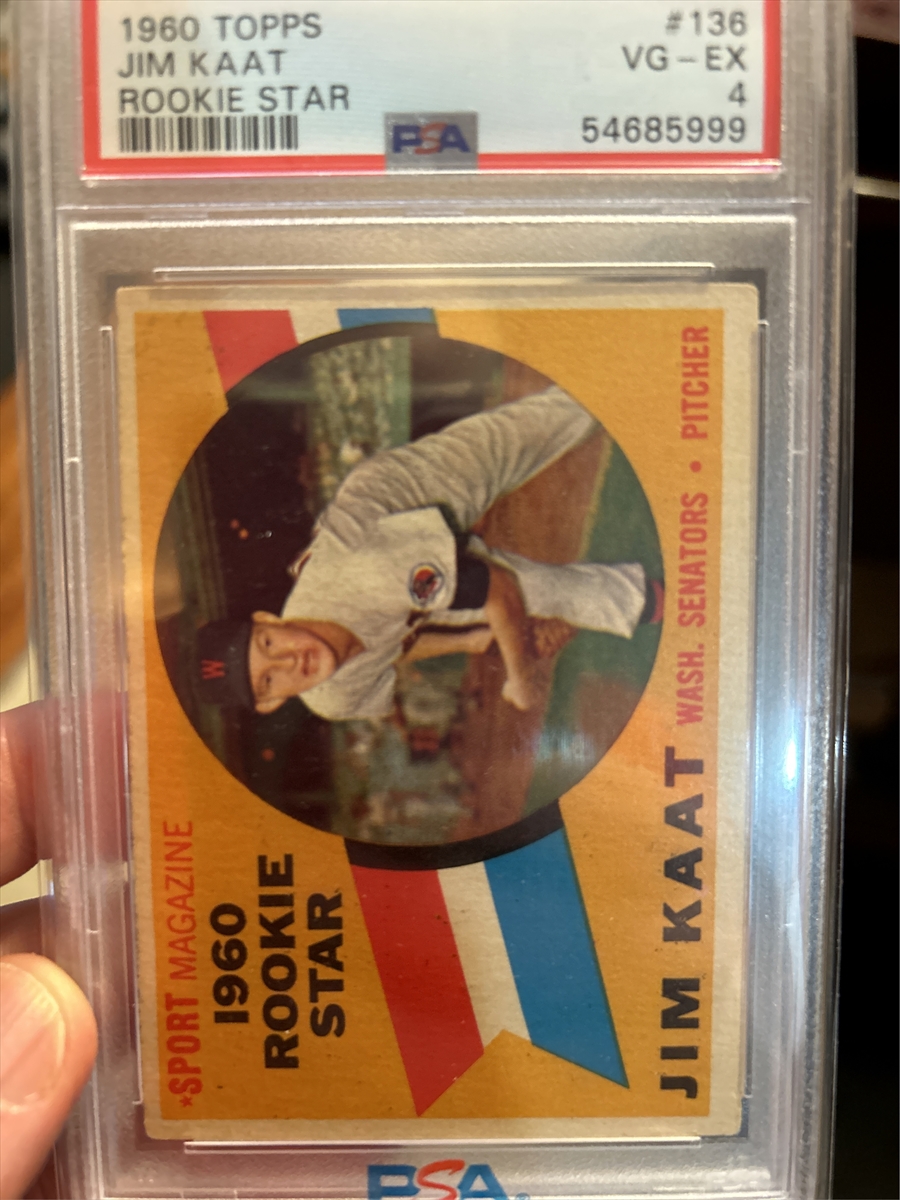 1960 TOPPS #136
JIM KAAT VG-EX
ROOKIE STAR 4
PSA 54685999
★SPORT MAGAZINE
1960
ROOKIE
STAR
W
JIM KAAT WASH. SENATORS • PITCHER
PSA